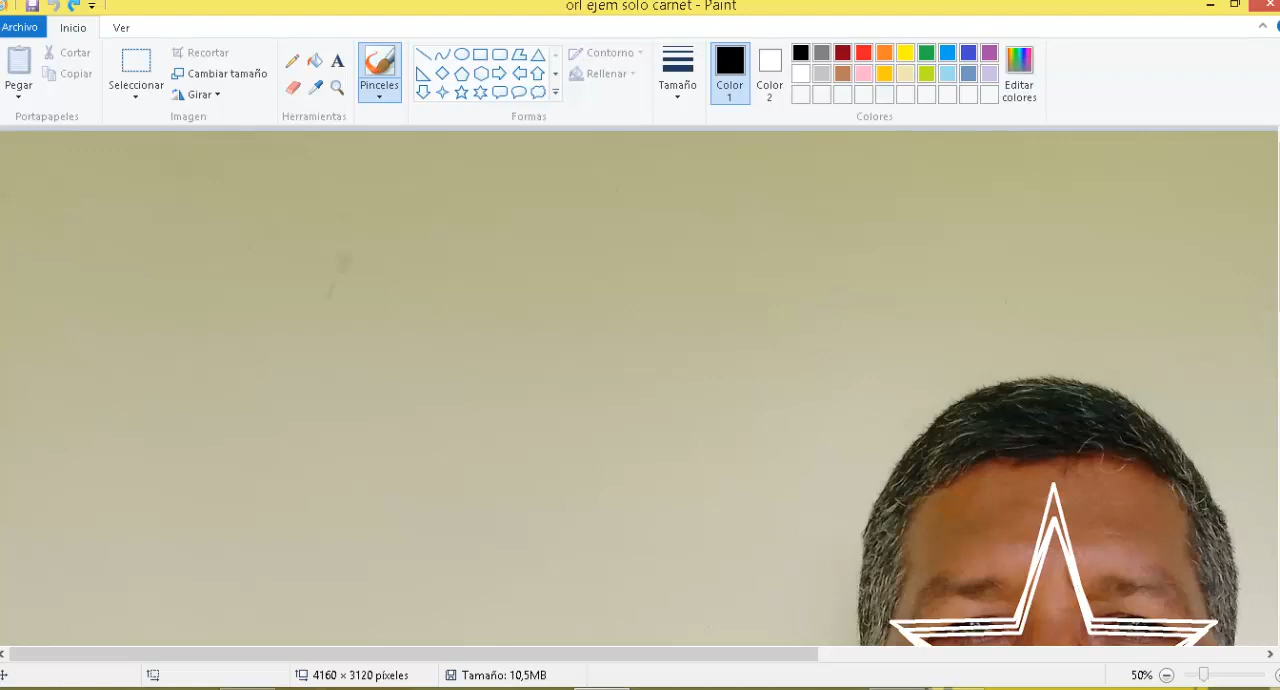 orl ejem solo carnet - Paint
Archivo Inicio Ver
Pegar
Cortar
Copiar
Portapapeles
Seleccionar
Recortar
Cambiar tamaño
Girar
Imagen
A
Herramientas
Pinceles
Formas
Contorno
Rellenar
Tamaño
Color
1
Color
2
Colores
Editar
colores
4160 × 3120 píxeles
Tamaño: 10,5MB
50%